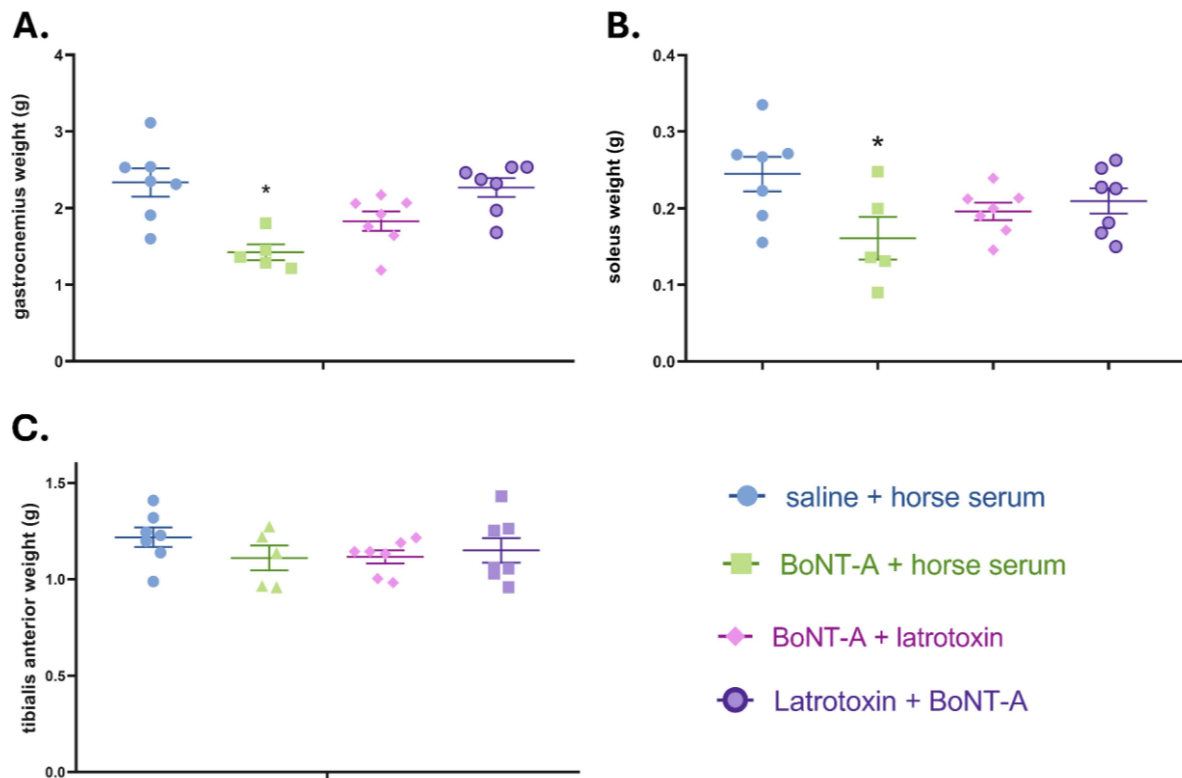 A.
gastrocnemius weight (g)
4
3
2
1
0
*
B.
soleus weight (g)
0.4
0.3
0.2
0.1
0.0
*
C.
tibialis anterior weight (g)
1.5
1.0
0.5
0.0
saline + horse serum
BoNT-A + horse serum
BoNT-A + latrotoxin
Latrotoxin + BoNT-A